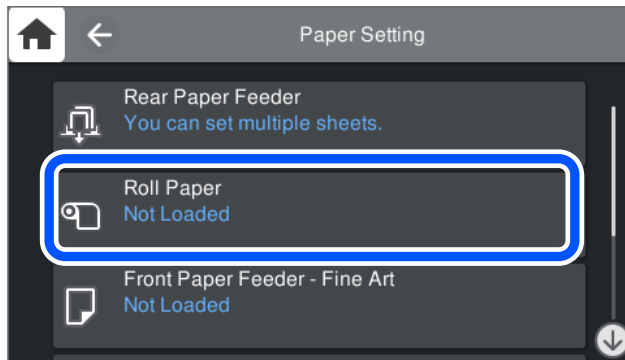 Paper Setting
Rear Paper Feeder
You can set multiple sheets.
Roll Paper
Not Loaded
Front Paper Feeder - Fine Art
Not Loaded